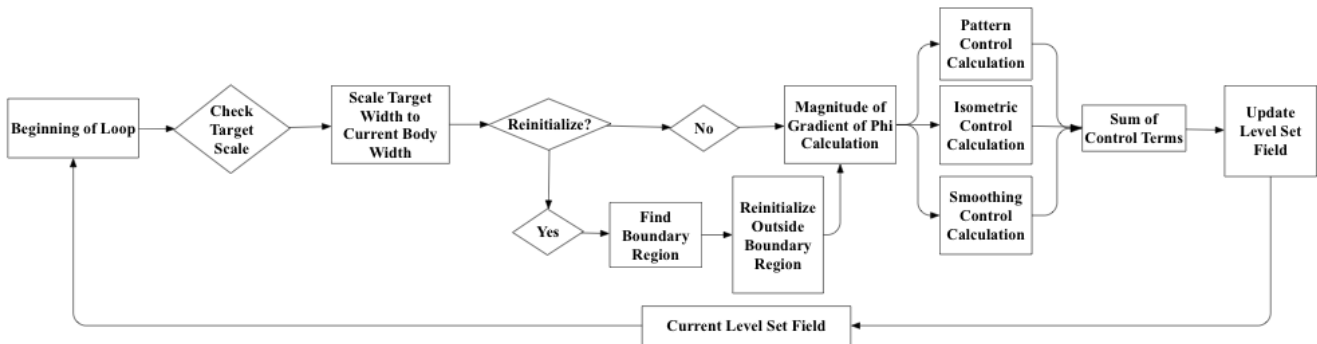 Beginning of Loop
Check
Target
Scale
Scale Target
Width to
Current Body
Width
Reinitialize?
No
Yes
Find
Boundary
Region
Reinitialize
Outside
Boundary
Region
Magnitude of
Gradient of Phi
Calculation
Pattern
Control
Calculation
Isometric
Control
Calculation
Smoothing
Control
Calculation
Sum of
Control Terms
Update
Level Set
Field
Current Level Set Field